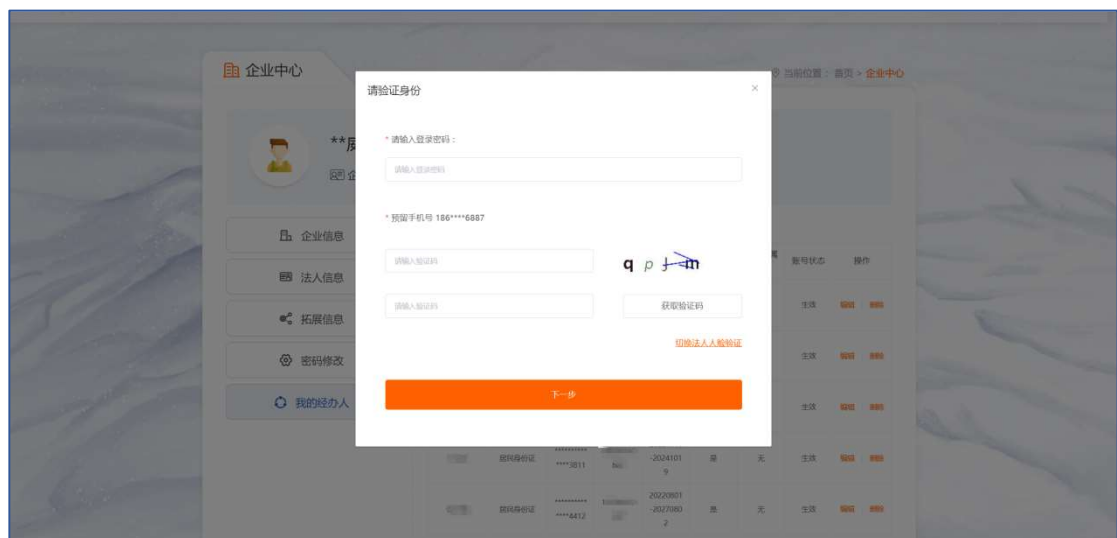 企业中心
当前位置： 首页 > 企业中心
请验证身份
×
* 请输入登录密码：
请输入登录密码
* 预留手机号 186****6887
请输入验证码
请输入验证码
获取验证码
切换法人人脸验证
下一步
企业信息
法人信息
拓展信息
密码修改
我的经办人
账号状态 操作
生效 编辑 删除
生效 编辑 删除
生效 编辑 删除
居民身份证 **********
****3811 -2024101
9 是 无 生效 编辑 删除
居民身份证 **********
****4412 20220801
-2027080
2 是 无 生效 编辑 删除